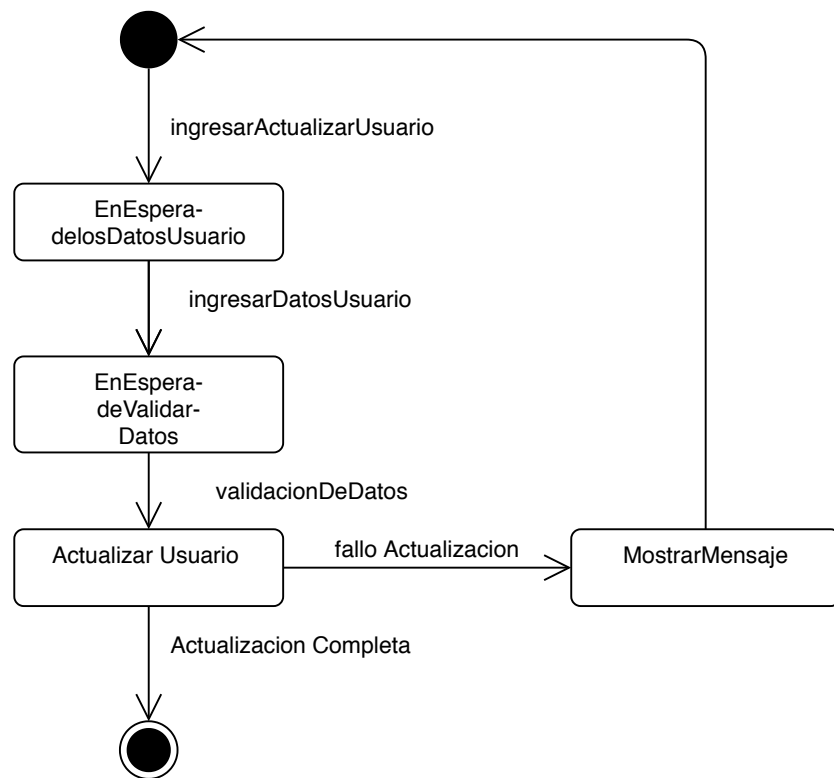 ingresarActualizarUsuario
EnEspera-
delosDatosUsuario
ingresarDatosUsuario
EnEspera-
deValidar-
Datos
validacionDeDatos
Actualizar Usuario
fallo Actualizacion
MostrarMensaje
Actualizacion Completa